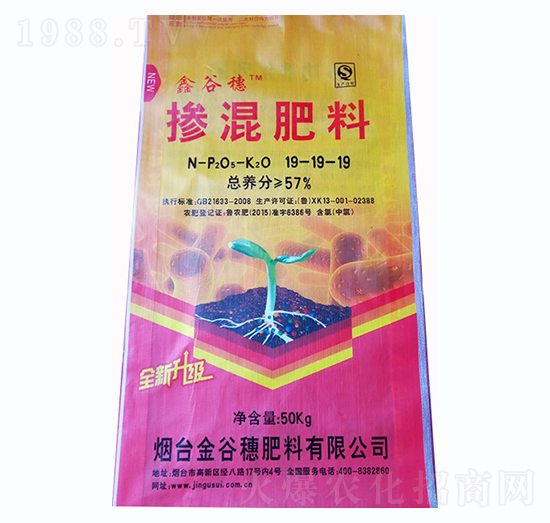 1988.TV
NEW
鑫谷穗™
生产许可
掺混肥料
N-P2O5-K2O 19-19-19
总养分≥57%
执行标准:GB21633-2008 生产许可证:(鲁)XK13-001-02388
农肥登记证:鲁农肥(2015)准字6386号 含氯(中氯)
全新升级
净含量:50Kg
烟台金谷穗肥料有限公司
地址:烟台市高新区经八路17号内4号 全国服务电话:400-8382860
网址:www.jingusui.com.cn
火爆农化招商网